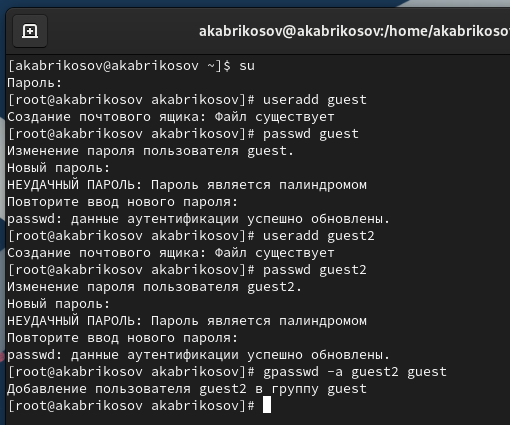 akabrikosov@akabrikosov:/home/akabrikosov
[akabrikosov@akabrikosov ~]$ su
Пароль:
[root@akabrikosov akabrikosov]# useradd guest
Создание почтового ящика: Файл существует
[root@akabrikosov akabrikosov]# passwd guest
Изменение пароля пользователя guest.
Новый пароль:
НЕУДАЧНЫЙ ПАРОЛЬ: Пароль является палиндромом
Повторите ввод нового пароля:
passwd: данные аутентификации успешно обновлены.
[root@akabrikosov akabrikosov]# useradd guest2
Создание почтового ящика: Файл существует
[root@akabrikosov akabrikosov]# passwd guest2
Изменение пароля пользователя guest2.
Новый пароль:
НЕУДАЧНЫЙ ПАРОЛЬ: Пароль является палиндромом
Повторите ввод нового пароля:
passwd: данные аутентификации успешно обновлены.
[root@akabrikosov akabrikosov]# gpasswd -a guest2 guest
Добавление пользователя guest2 в группу guest
[root@akabrikosov akabrikosov]#